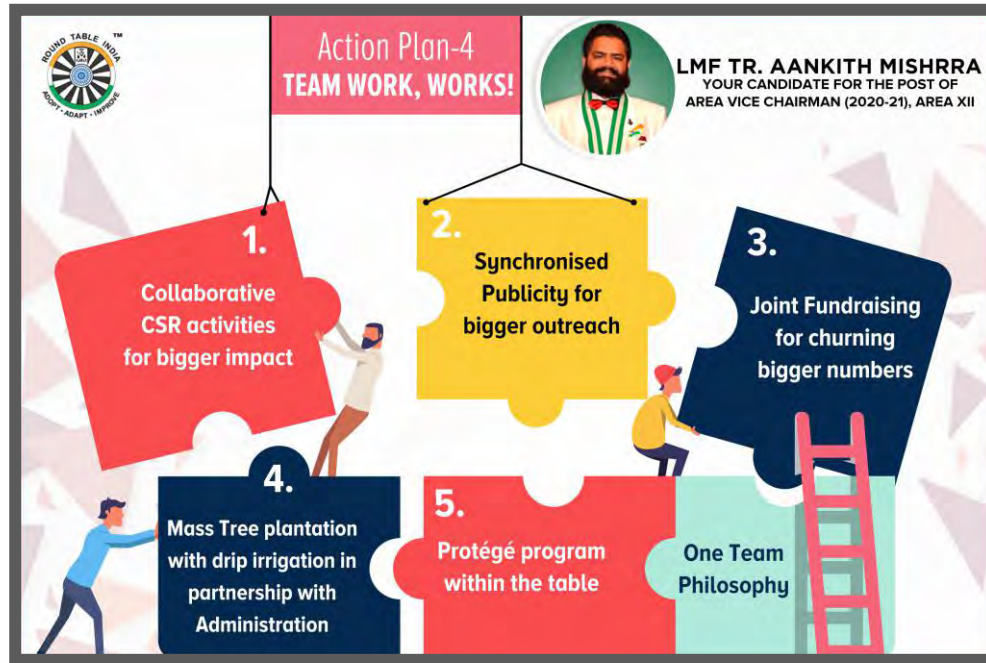 ROUND TABLE INDIA
TM
ADOPT • ADAPT • IMPROVE
Action Plan-4
TEAM WORK, WORKS!
LMF TR. AANKITH MISHRRA
YOUR CANDIDATE FOR THE POST OF
AREA VICE CHAIRMAN (2020-21), AREA XII
1.
Collaborative
CSR activities
for bigger impact
2.
Synchronised
Publicity for
bigger outreach
3.
Joint Fundraising
for churning
bigger numbers
4.
Mass Tree plantation
with drip irrigation in
partnership with
Administration
5.
Protégé program
within the table
One Team
Philosophy